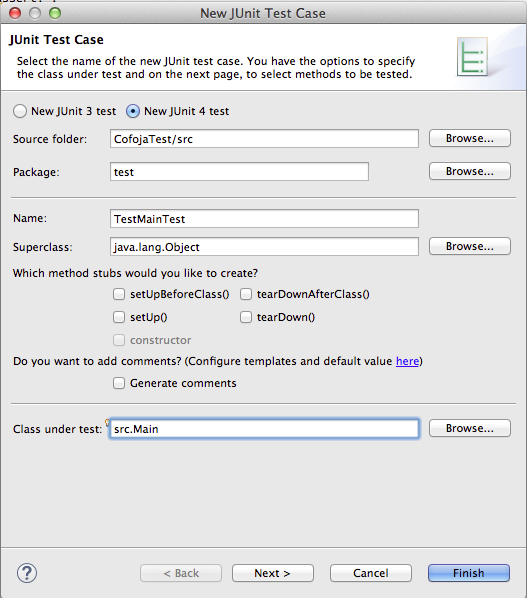 New JUnit Test Case
JUnit Test Case
Select the name of the new JUnit test case. You have the options to specify
the class under test and on the next page, to select methods to be tested.
New JUnit 3 test New JUnit 4 test
Source folder: CofojaTest/src Browse...
Package: test Browse...
Name: TestMainTest
Superclass: java.lang.Object Browse...
Which method stubs would you like to create?
setUpBeforeClass() tearDownAfterClass()
setUp() tearDown()
constructor
Do you want to add comments? (Configure templates and default value here)
Generate comments
Class under test: src.Main Browse...
? < Back Next > Cancel Finish